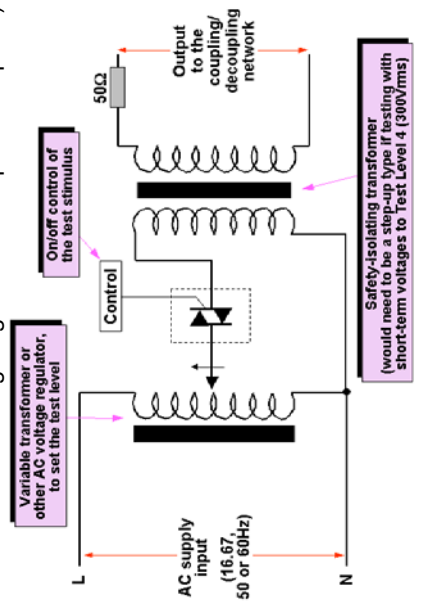 Variable transformer or
other AC voltage regulator,
to set the test level
On/off control of
the test stimulus
Control
50Ω
Output
to the
coupling/
decoupling
network
L
AC supply
input
(16.67,
50 or 60Hz)
N
Safety-isolating transformer
(would need to be a step-up type if testing with
short-term voltages to Test Level 4 (300Vrms)